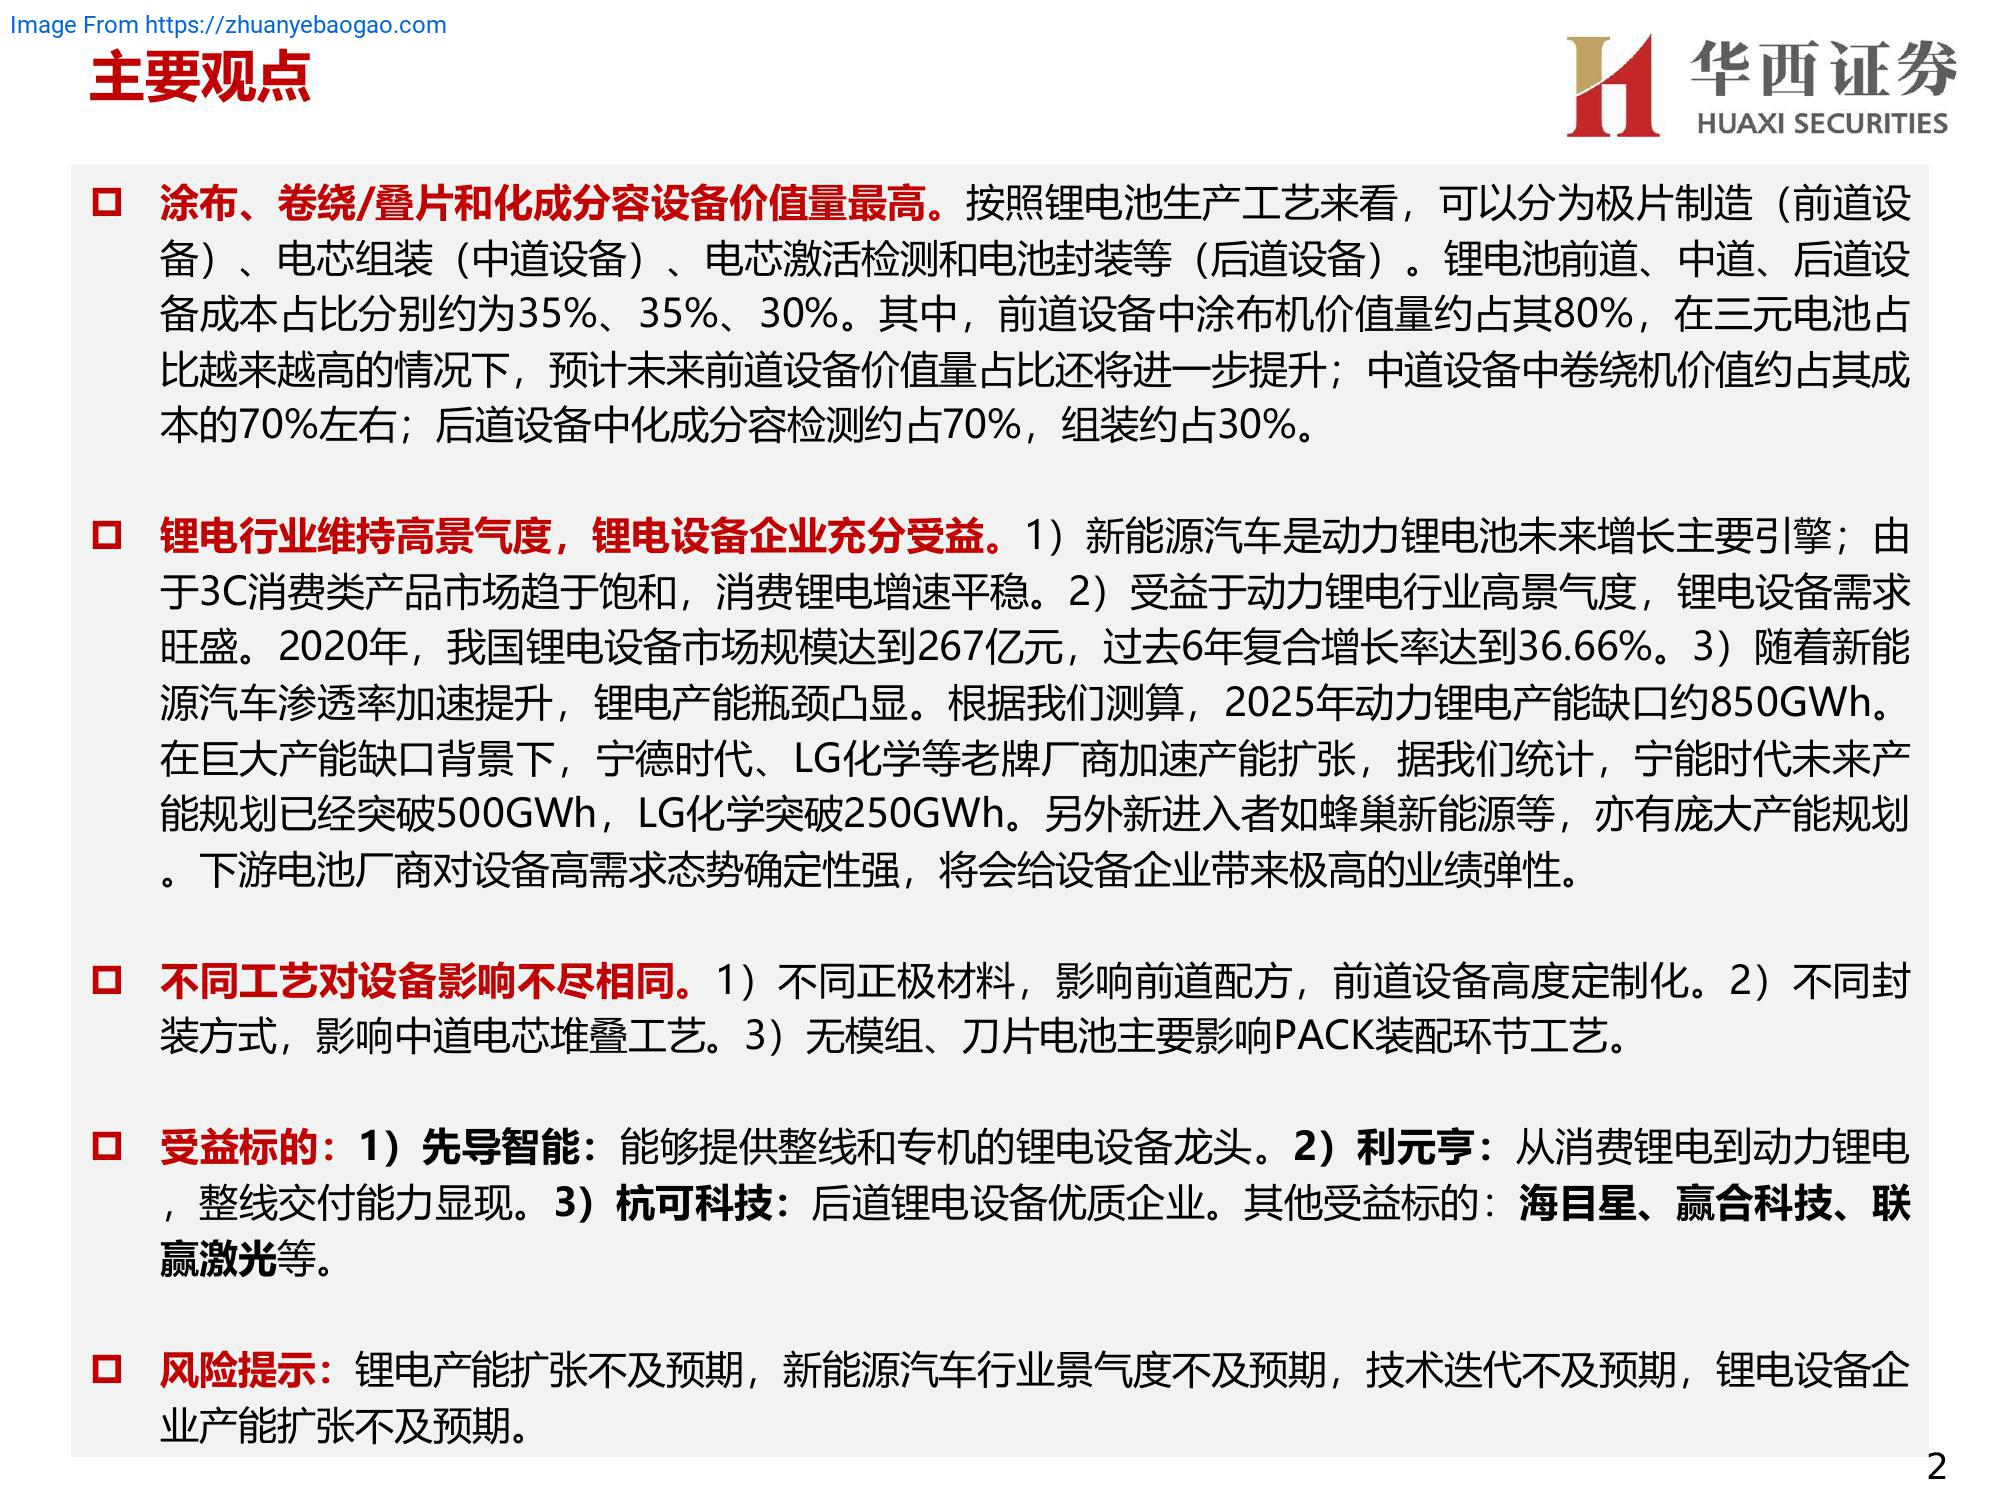 Image From https://zhuanyebaogao.com
主要观点
华西证券
HUAXI SECURITIES
涂布、卷绕/叠片和化成分容设备价值量最高。按照锂电池生产工艺来看，可以分为极片制造（前道设
备）、电芯组装（中道设备）、电芯激活检测和电池封装等（后道设备）。锂电池前道、中道、后道设
备成本占比分别约为35%、35%、30%。其中，前道设备中涂布机价值量约占其80%，在三元电池占
比越来越高的情况下，预计未来前道设备价值量占比还将进一步提升；中道设备中卷绕机价值约占其成
本的70%左右；后道设备中化成分容检测约占70%，组装约占30%。
锂电行业维持高景气度，锂电设备企业充分受益。1）新能源汽车是动力锂电池未来增长主要引擎；由
于3C消费类产品市场趋于饱和，消费锂电增速平稳。2）受益于动力锂电行业高景气度，锂电设备需求
旺盛。2020年，我国锂电设备市场规模达到267亿元，过去6年复合增长率达到36.66%。3）随着新能
源汽车渗透率加速提升，锂电产能瓶颈凸显。根据我们测算，2025年动力锂电产能缺口约850GWh。
在巨大产能缺口背景下，宁德时代、LG化学等老牌厂商加速产能扩张，据我们统计，宁能时代未来产
能规划已经突破500GWh，LG化学突破250GWh。另外新进入者如蜂巢新能源等，亦有庞大产能规划
。下游电池厂商对设备高需求态势确定性强，将会给设备企业带来极高的业绩弹性。
不同工艺对设备影响不尽相同。1）不同正极材料，影响前道配方，前道设备高度定制化。2）不同封
装方式，影响中道电芯堆叠工艺。3）无模组、刀片电池主要影响PACK装配环节工艺。
受益标的：1）先导智能：能够提供整线和专机的锂电设备龙头。2）利元亨：从消费锂电到动力锂电
，整线交付能力显现。3）杭可科技：后道锂电设备优质企业。其他受益标的：海目星、赢合科技、联
赢激光等。
风险提示：锂电产能扩张不及预期，新能源汽车行业景气度不及预期，技术迭代不及预期，锂电设备企
业产能扩张不及预期。
2